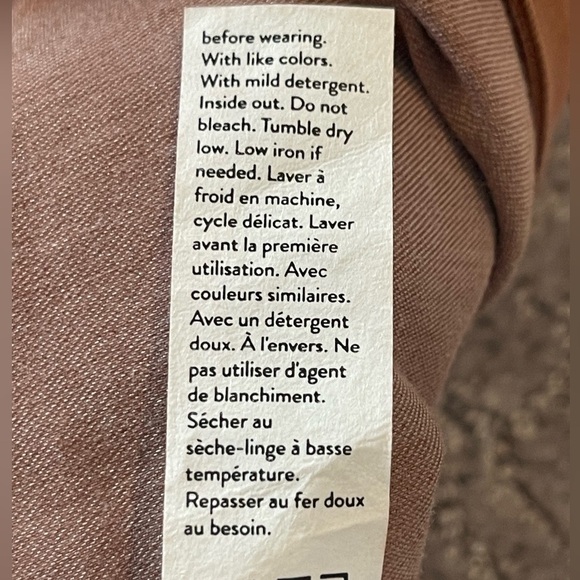 before wearing.
With like colors.
With mild detergent.
Inside out. Do not
bleach. Tumble dry
low. Low iron if
needed. Laver à
froid en machine,
cycle délicat. Laver
avant la première
utilisation. Avec
couleurs similaires.
Avec un détergent
doux. À l'envers. Ne
pas utiliser d'agent
de blanchiment.
Sécher au
sèche-linge à basse
température.
Repasser au fer doux
au besoin.